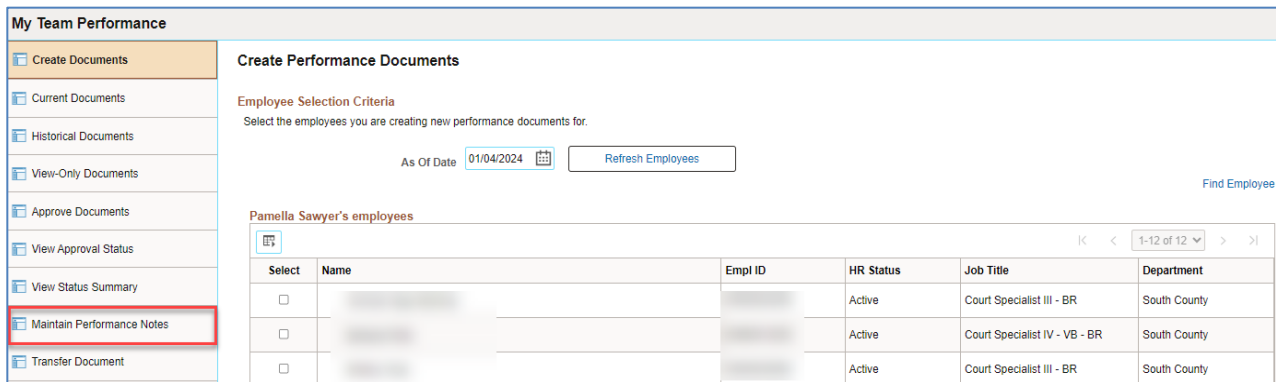 My Team Performance
Create Documents
Current Documents
Historical Documents
View-Only Documents
Approve Documents
View Approval Status
View Status Summary
Maintain Performance Notes
Transfer Document
Create Performance Documents
Employee Selection Criteria
Select the employees you are creating new performance documents for.
As Of Date 01/04/2024 Refresh Employees
Find Employee
Pamella Sawyer's employees
1-12 of 12
Select Name Empl ID HR Status Job Title Department
Active Court Specialist III - BR South County
Active Court Specialist IV - VB - BR South County
Active Court Specialist III - BR South County